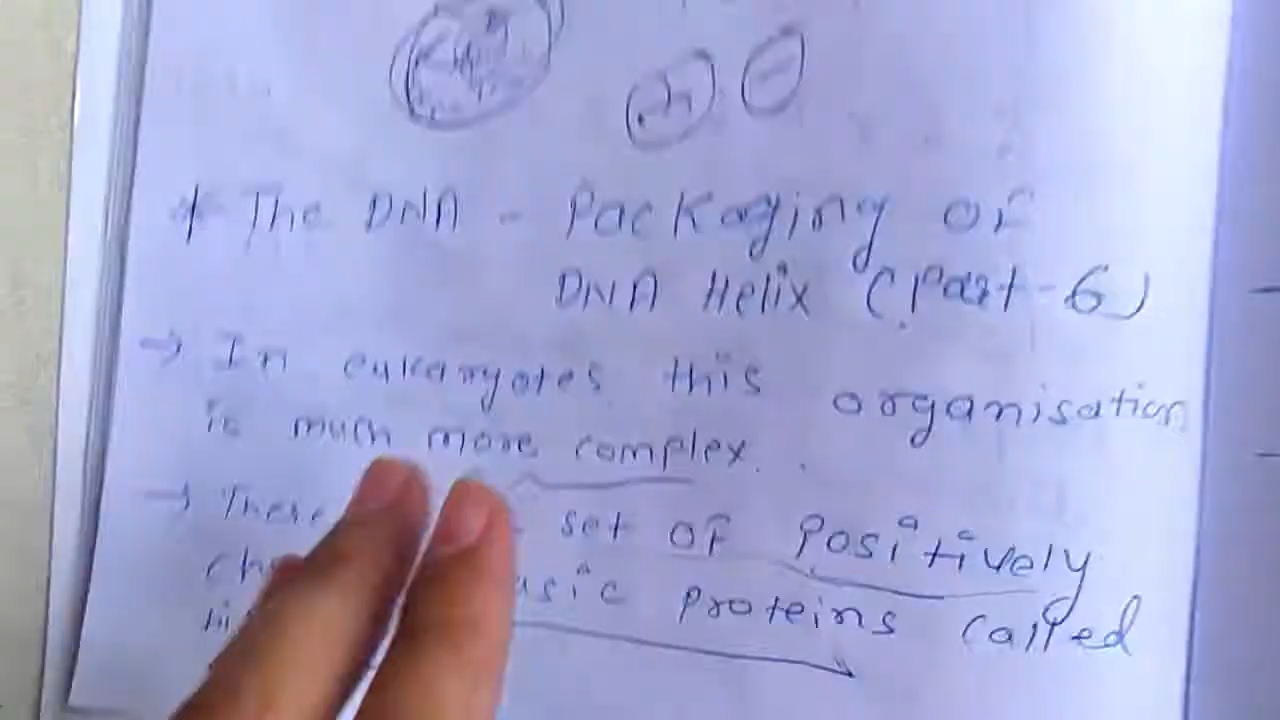 * The DNA - Packaging of
DNA Helix (Part-6)
→ In eukaryotes this organisation
is much more complex.
→ There set of Positively
proteins called